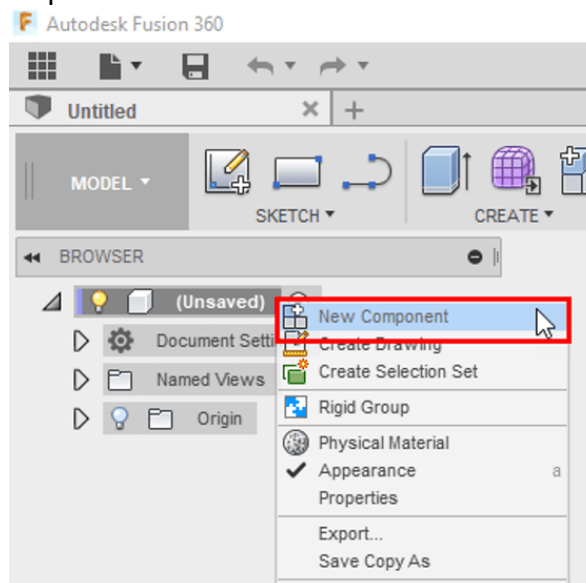 Autodesk Fusion 360
Untitled
MODEL
SKETCH
CREATE
BROWSER
(Unsaved)
Document Setti
Named Views
Origin
New Component
Create Drawing
Create Selection Set
Rigid Group
Physical Material
Appearance a
Properties
Export...
Save Copy As